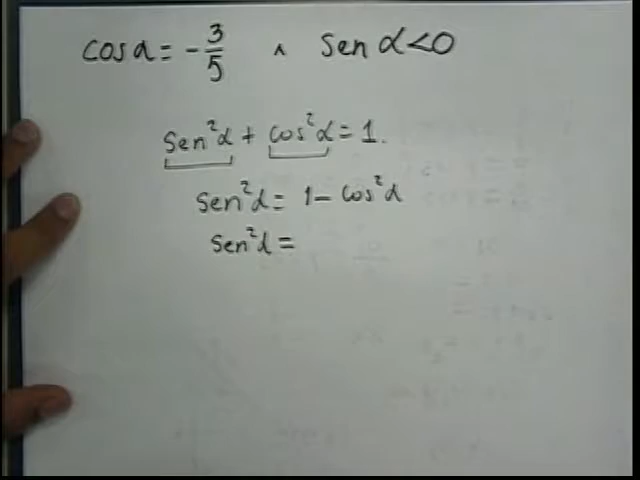 cos α = -3/5 ∧ sen α < 0
sen²α + cos²α = 1.
sen²α = 1 - cos²α
sen²α =